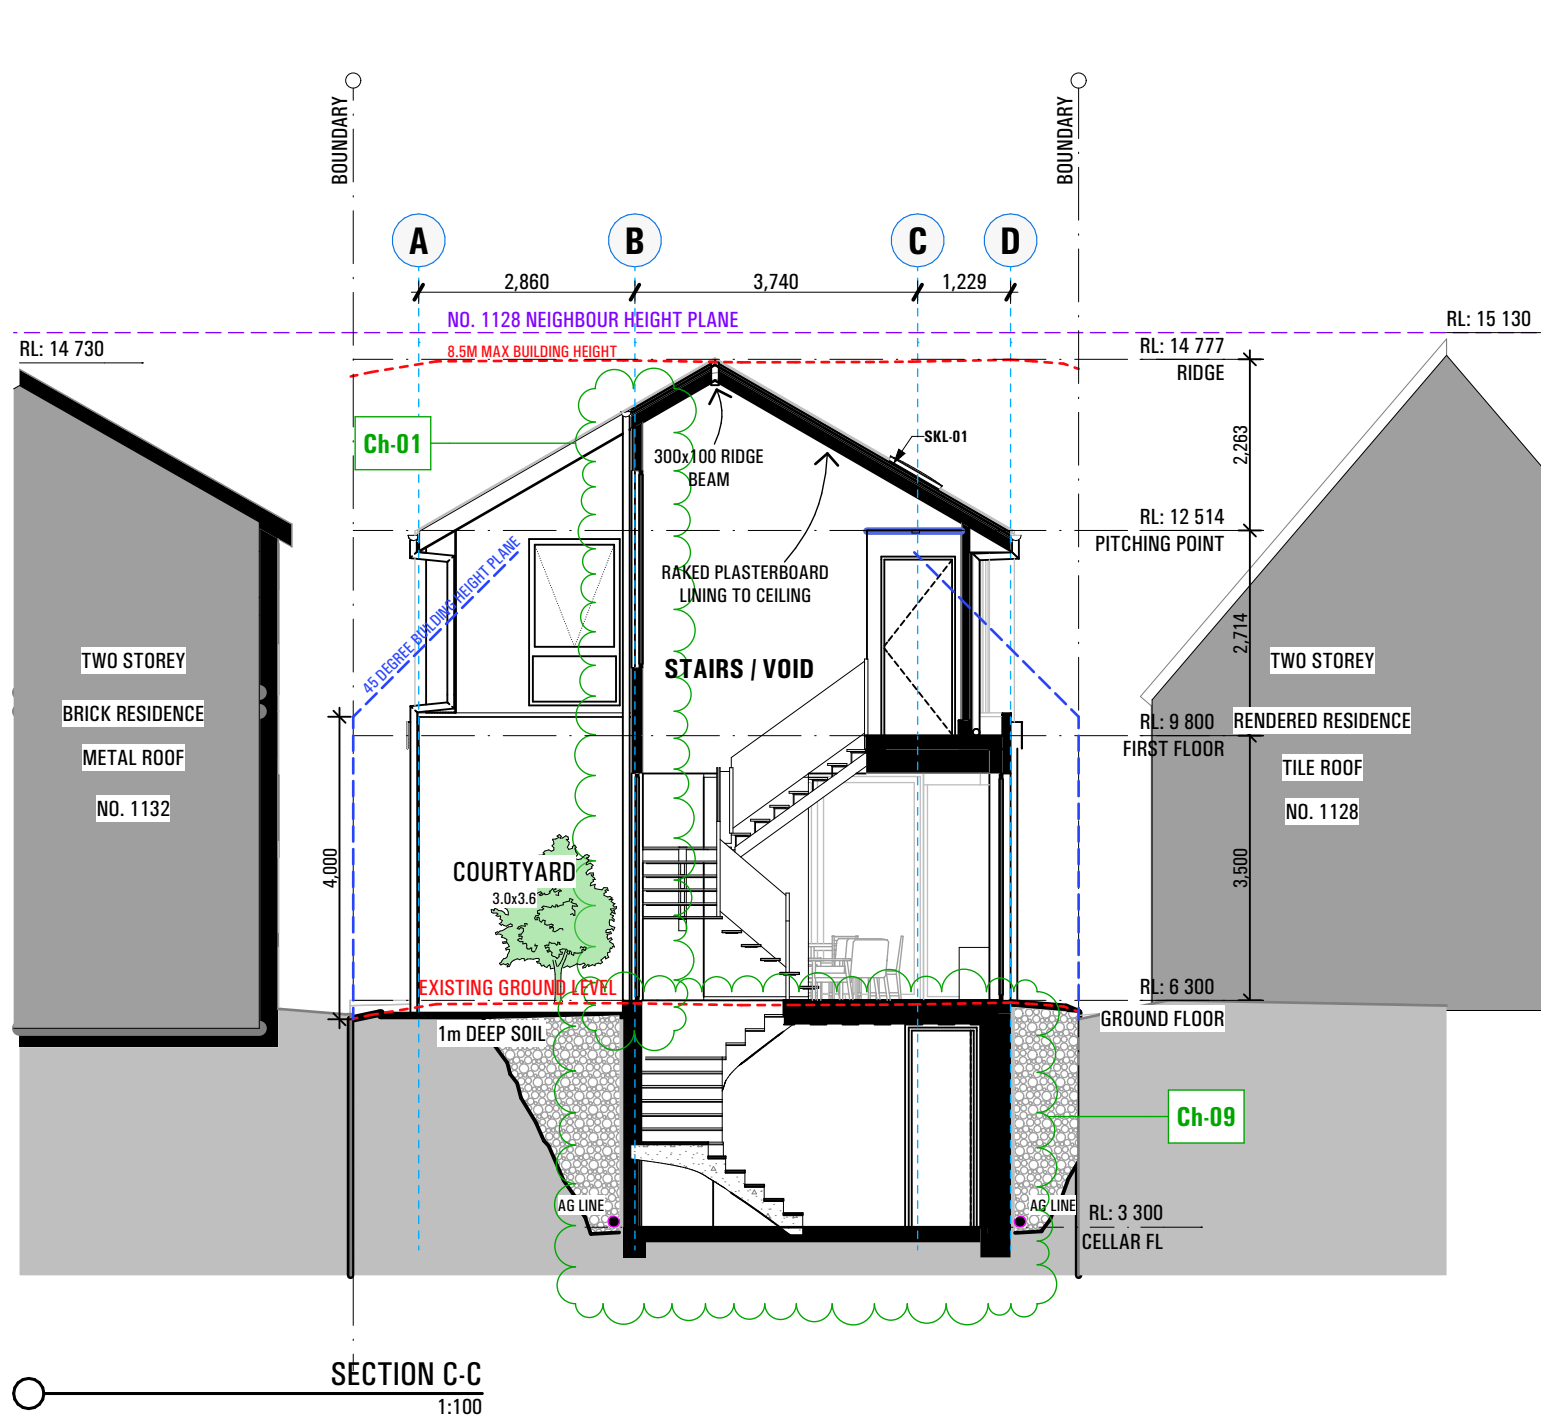 BOUNDARY
BOUNDARY
A
B
C
D
2,860
3,740
1,229
NO. 1128 NEIGHBOUR HEIGHT PLANE
RL: 15 130
RL: 14 730
8.5M MAX BUILDING HEIGHT
RL: 14 777
RIDGE
Ch-01
SKL-01
300x100 RIDGE
BEAM
2,263
RL: 12 514
PITCHING POINT
45 DEGREE BUILDING HEIGHT PLANE
RAKED PLASTERBOARD
LINING TO CEILING
2,714
STAIRS / VOID
TWO STOREY
BRICK RESIDENCE
METAL ROOF
NO. 1132
TWO STOREY
RENDERED RESIDENCE
TILE ROOF
NO. 1128
RL: 9 800
FIRST FLOOR
4,000
COURTYARD
3.0x3.6
3,500
EXISTING GROUND LEVEL
RL: 6 300
GROUND FLOOR
1m DEEP SOIL
Ch-09
AG LINE
AG LINE
RL: 3 300
CELLAR FL
SECTION C-C
1:100